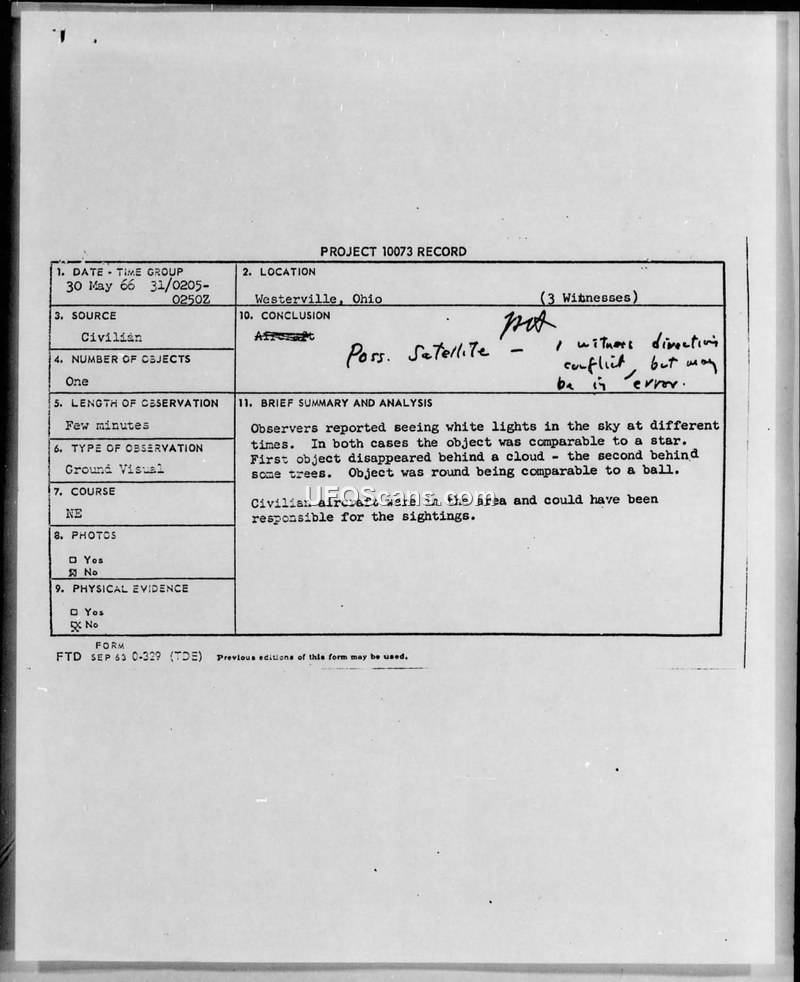 PROJECT 10073 RECORD
1. DATE - TIME GROUP
30 May 66 31/0205-
0250Z
2. LOCATION
Westerville, Ohio (3 Witnesses)
3. SOURCE
Civilian
10. CONCLUSION
Aircraft
Poss. Satellite - 1 witness direction
conflict, but may
be in error.
4. NUMBER OF OBJECTS
One
5. LENGTH OF OBSERVATION
Few minutes
11. BRIEF SUMMARY AND ANALYSIS
Observers reported seeing white lights in the sky at different
times. In both cases the object was comparable to a star.
First object disappeared behind a cloud - the second behind
some trees. Object was round being comparable to a ball.
Civilian aircraft were in the area and could have been
responsible for the sightings.
6. TYPE OF OBSERVATION
Ground Visual
7. COURSE
NE
8. PHOTOS
Yes
No
9. PHYSICAL EVIDENCE
Yes
No
FORM
FTD SEP 63 0-329 (TDE) Previous editions of this form may be used.
UFOScans.com